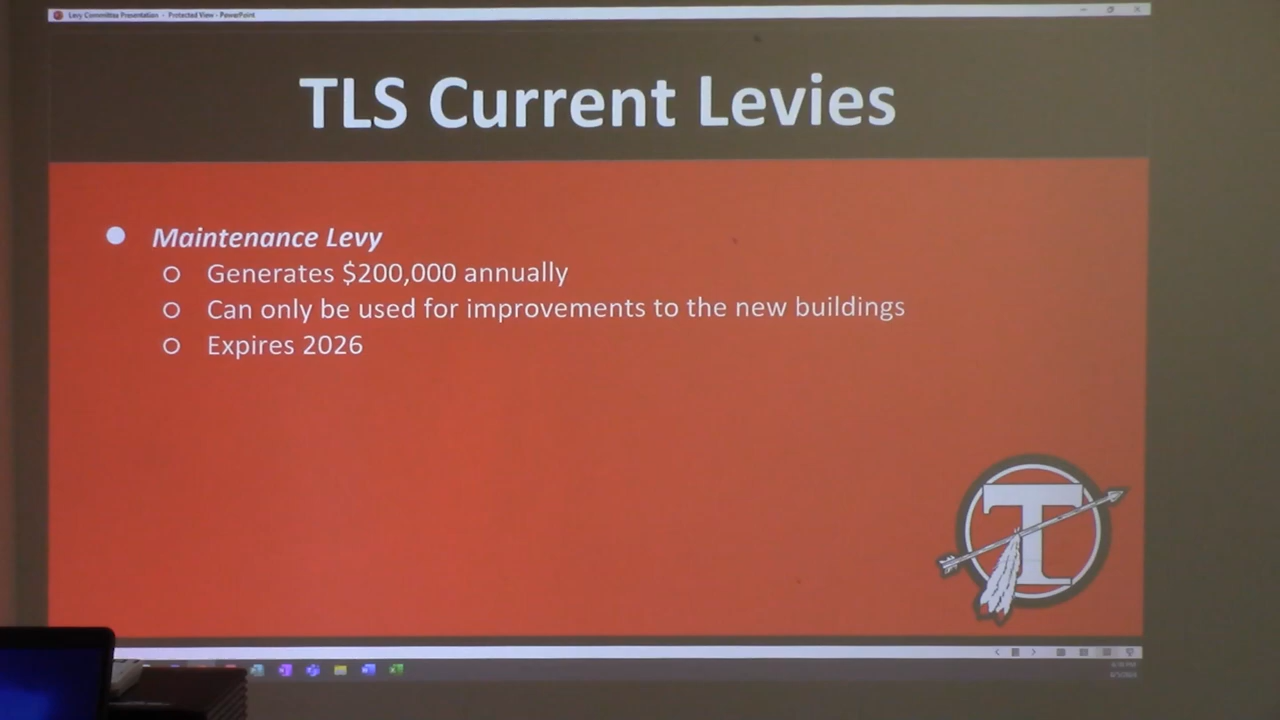 Levy Committee Presentation - Protected View - PowerPoint
TLS Current Levies
Maintenance Levy
Generates $200,000 annually
Can only be used for improvements to the new buildings
Expires 2026
T